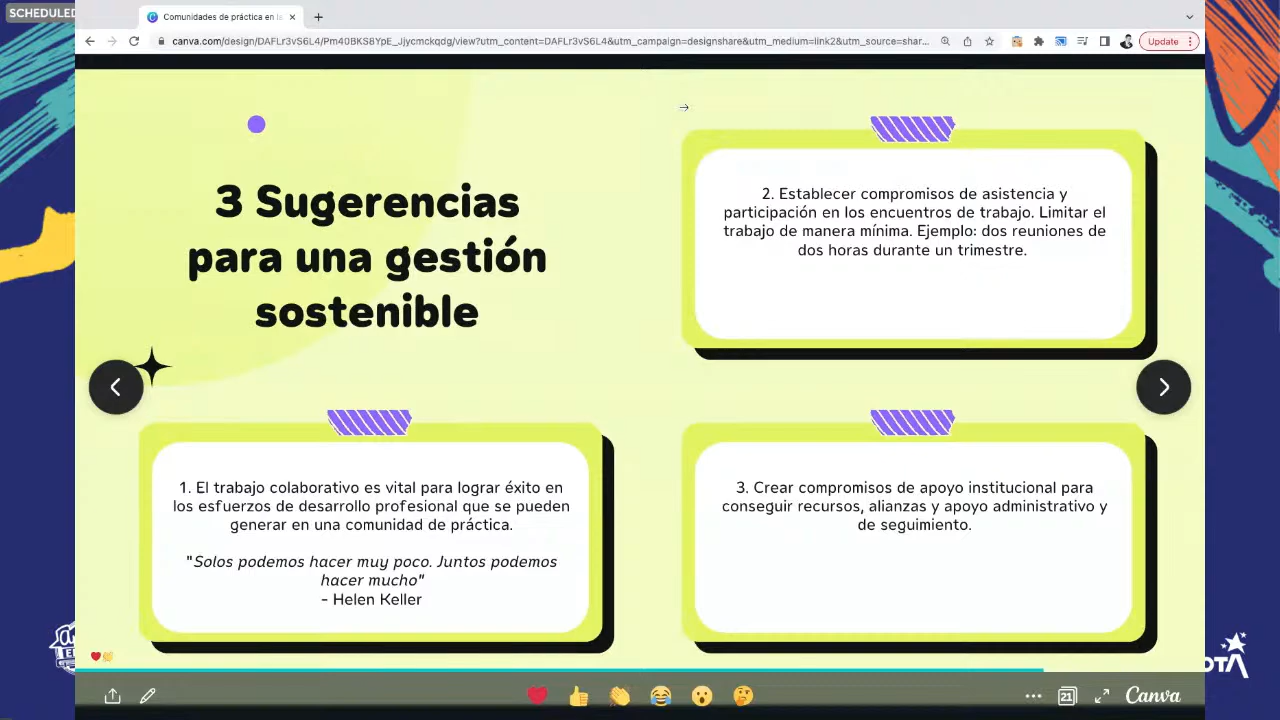 SCHEDULED
Comunidades de práctica en la
canva.com/design/DAFLr3vS6L4/Pm40BKS8YpE_Jjycmckqdg/view?utm_content=DAFLr3vS6L4&utm_campaign=designshare&utm_medium=link2&utm_source=shar...
Update
3 Sugerencias
para una gestión
sostenible
1. El trabajo colaborativo es vital para lograr éxito en
los esfuerzos de desarrollo profesional que se pueden
generar en una comunidad de práctica.
"Solos podemos hacer muy poco. Juntos podemos
hacer mucho"
- Helen Keller
2. Establecer compromisos de asistencia y
participación en los encuentros de trabajo. Limitar el
trabajo de manera mínima. Ejemplo: dos reuniones de
dos horas durante un trimestre.
3. Crear compromisos de apoyo institucional para
conseguir recursos, alianzas y apoyo administrativo y
de seguimiento.
21
Canva